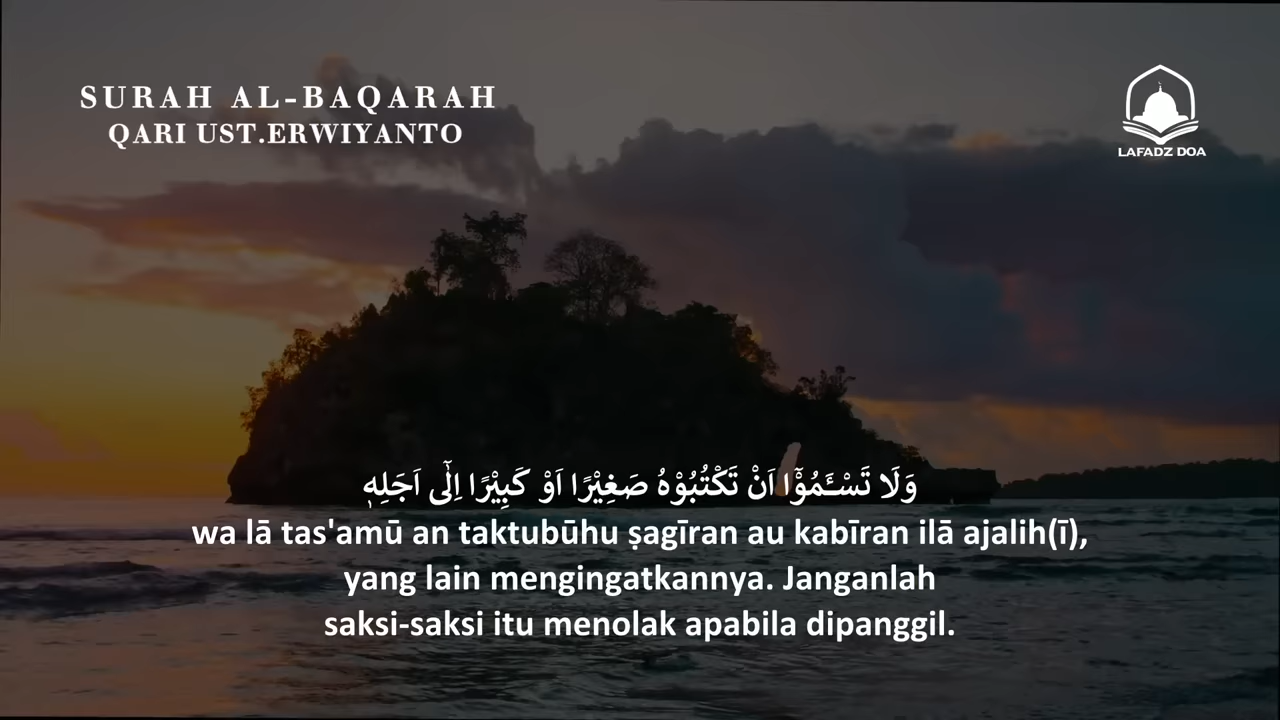 SURAH AL-BAQARAH
QARI UST.ERWIYANTO
LAFADZ DOA
وَلَا تَسْـَٔمُوْٓا اَنْ تَكْتُبُوْهُ صَغِيْرًا اَوْ كَبِيْرًا اِلٰٓى اَجَلِهٖ
wa lā tas'amū an taktubūhu ṣagīran au kabīran ilā ajalih(ī),
yang lain mengingatkannya. Janganlah
saksi-saksi itu menolak apabila dipanggil.